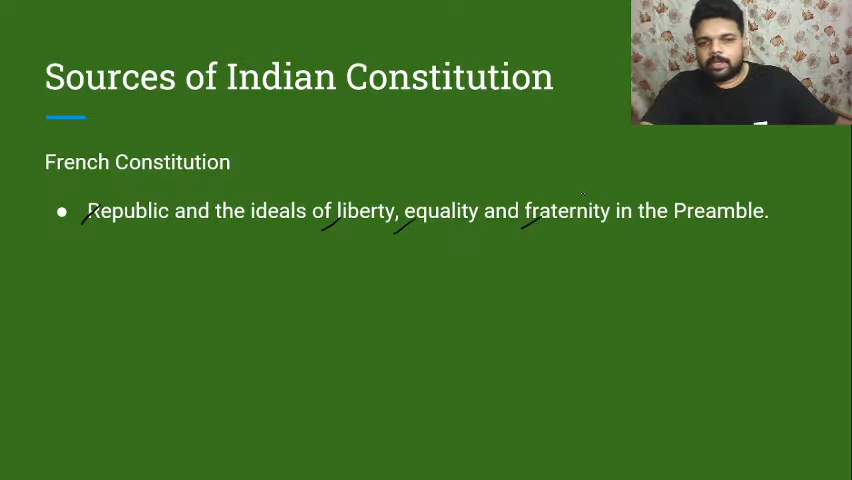 Sources of Indian Constitution
French Constitution
● Republic and the ideals of liberty, equality and fraternity in the Preamble.